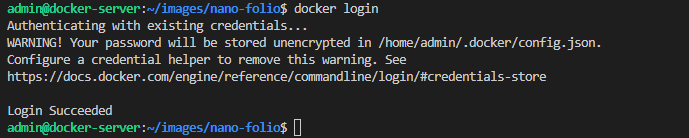 admin@docker-server:~/images/nano-folio$ docker login
Authenticating with existing credentials...
WARNING! Your password will be stored unencrypted in /home/admin/.docker/config.json.
Configure a credential helper to remove this warning. See
https://docs.docker.com/engine/reference/commandline/login/#credentials-store

Login Succeeded
admin@docker-server:~/images/nano-folio$